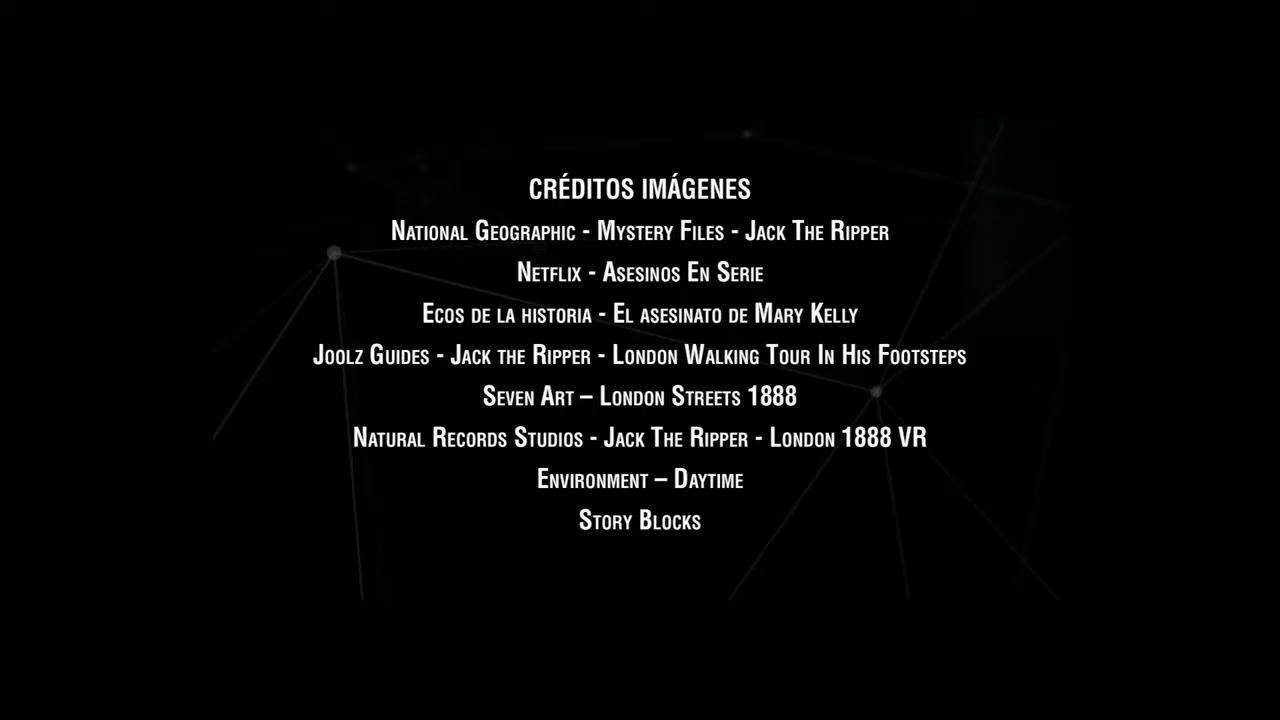 CRÉDITOS IMÁGENES
National Geographic - Mystery Files - Jack The Ripper
Netflix - Asesinos En Serie
Ecos de la historia - El asesinato de Mary Kelly
Joolz Guides - Jack the Ripper - London Walking Tour In His Footsteps
Seven Art – London Streets 1888
Natural Records Studios - Jack The Ripper - London 1888 VR
Environment – Daytime
Story Blocks